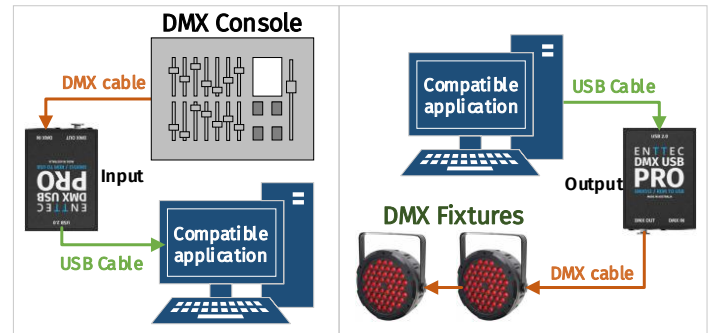 DMX Console
DMX cable
DMX IN
DMX OUT
ENTTEC
DMX USB
PRO
USB 2.0
Input
USB Cable
Compatible
application
Compatible
application
USB Cable
USB 2.0
ENTTEC
DMX USB
PRO
Output
DMX OUT
DMX IN
DMX Fixtures
DMX cable